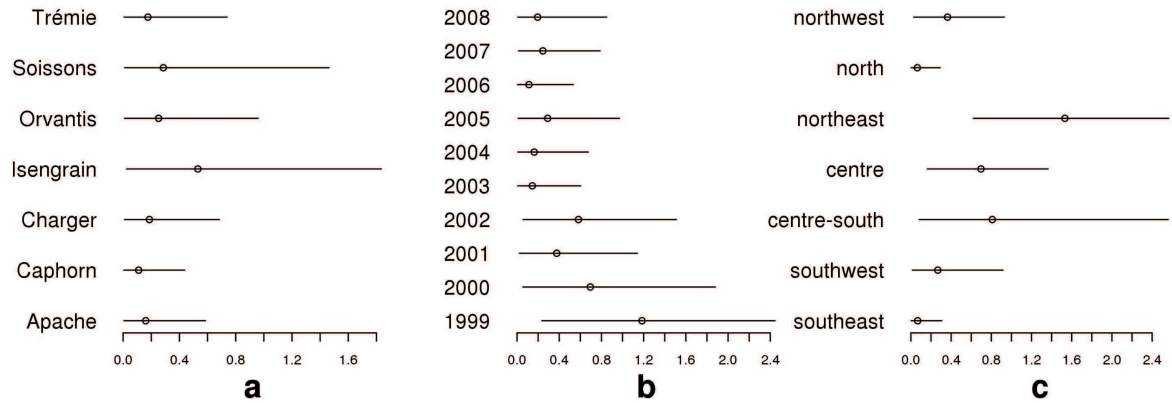 Trémie
Soissons
Orvantis
Isengrain
Charger
Caphorn
Apache
0.0 0.4 0.8 1.2 1.6
a
2008
2007
2006
2005
2004
2003
2002
2001
2000
1999
0.0 0.4 0.8 1.2 1.6 2.0 2.4
b
northwest
north
northeast
centre
centre-south
southwest
southeast
0.0 0.4 0.8 1.2 1.6 2.0 2.4
c